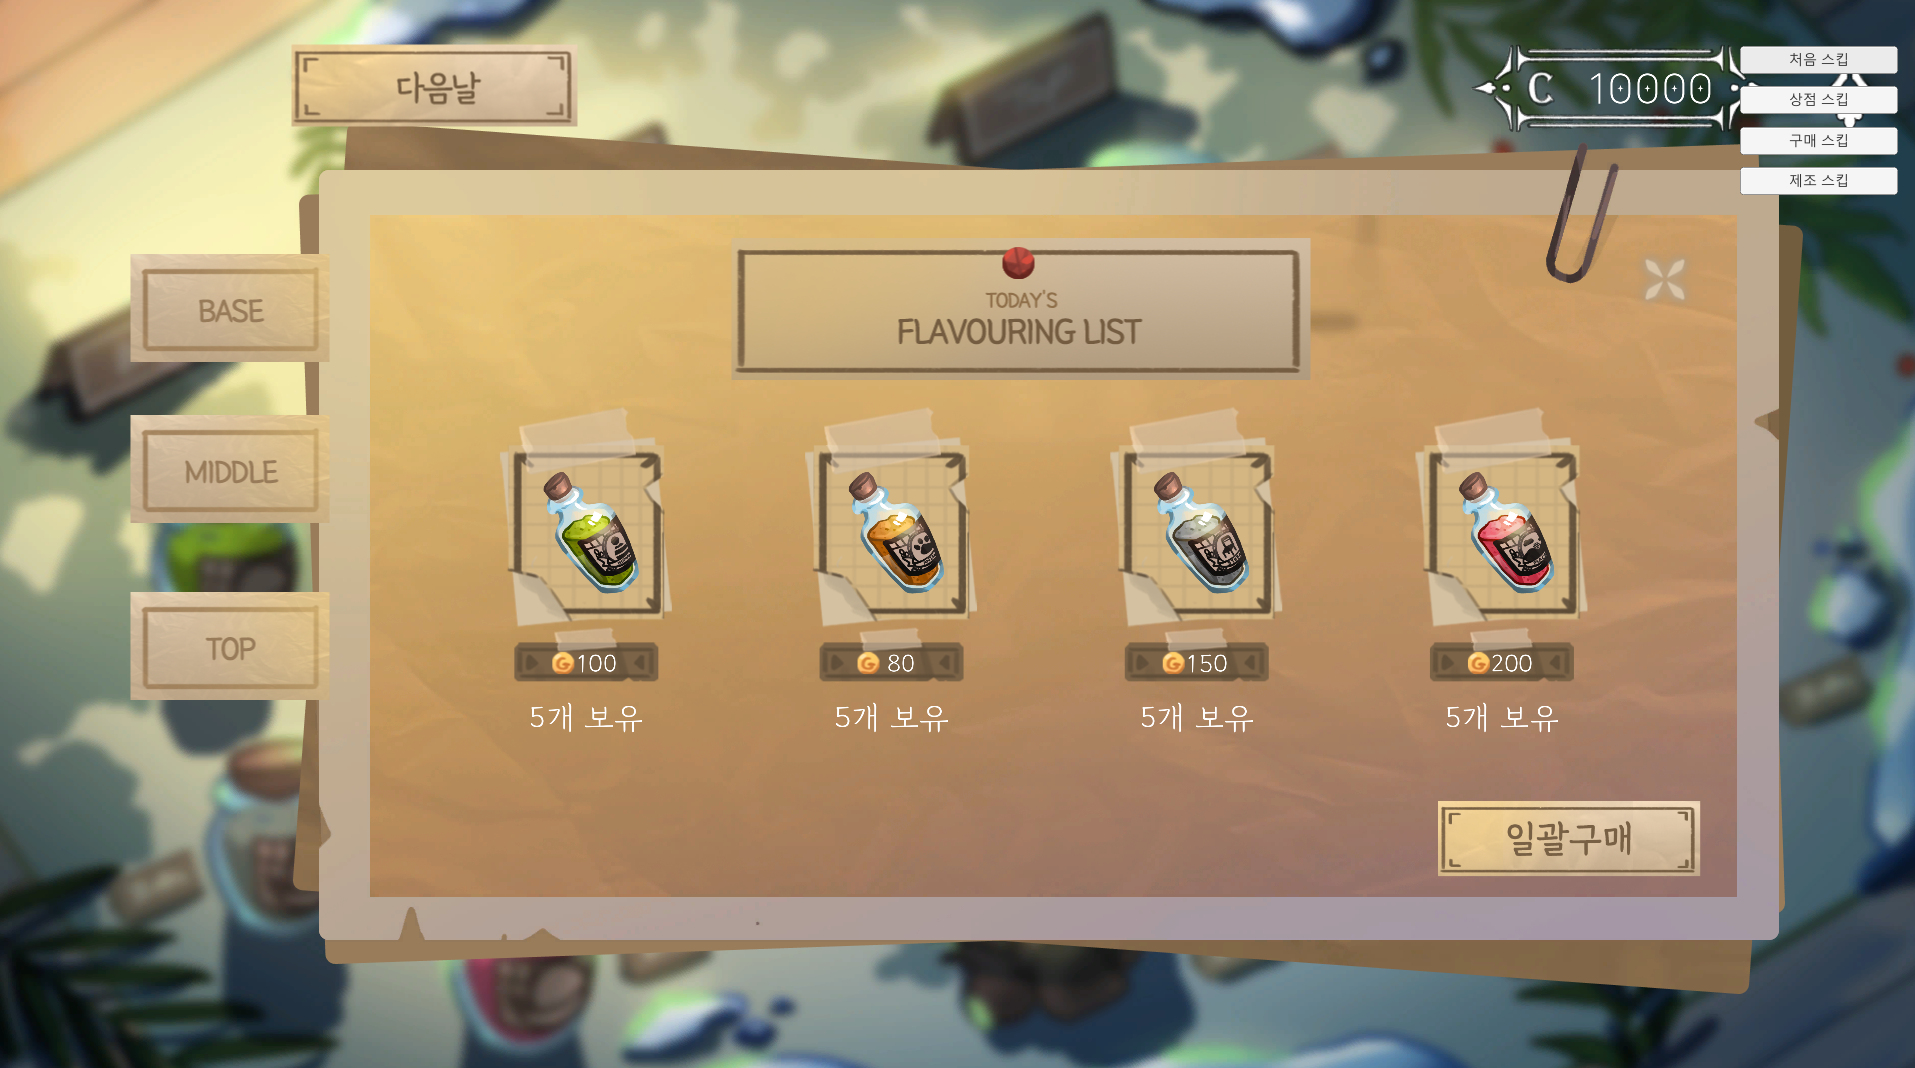 다음날
C 10000
처음 스킵
상점 스킵
구매 스킵
제조 스킵
BASE
MIDDLE
TOP
TODAY'S
FLAVOURING LIST
G 100
G 80
G 150
G 200
5개 보유
5개 보유
5개 보유
5개 보유
일괄구매